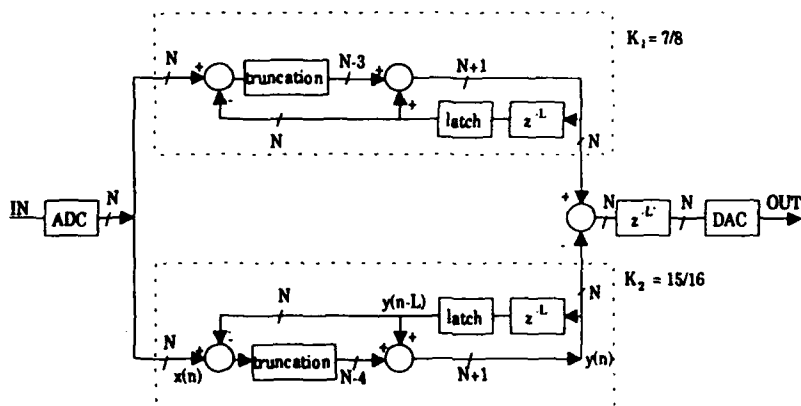 K₁ = 7/8
N
+
truncation
N-3
+
N+1
-
N
+
latch
z⁻ᴸ
N
IN
ADC
N
+
N
z⁻ᴸ
N
DAC
OUT
-
K₂ = 15/16
N
y(n-L)
latch
z⁻ᴸ
N
N
+
-
+
+
x(n)
truncation
N-4
N+1
y(n)